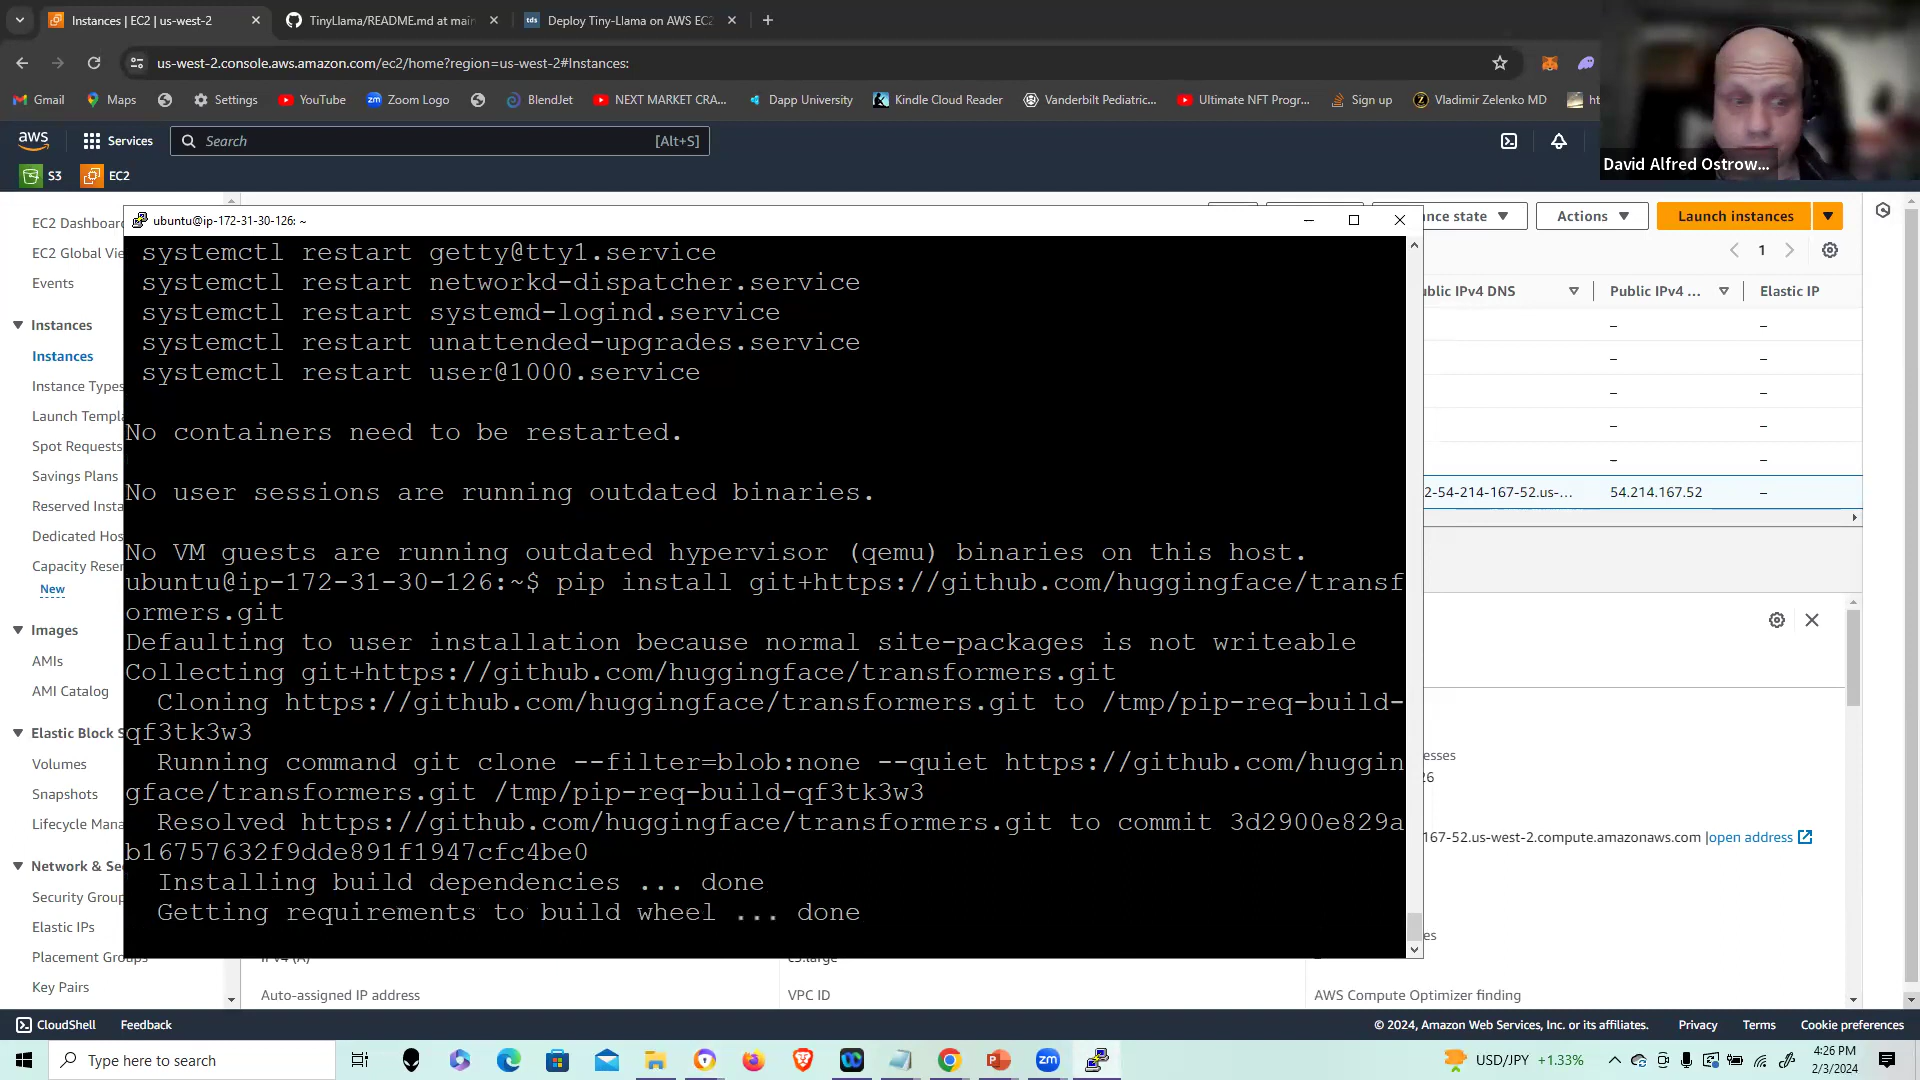 Instances | EC2 | us-west-2
TinyLlama/README.md at main
tds
Deploy Tiny-Llama on AWS EC2
us-west-2.console.aws.amazon.com/ec2/home?region=us-west-2#Instances:
Gmail
Maps
Settings
YouTube
Zoom Logo
BlendJet
NEXT MARKET CRA...
Dapp University
Kindle Cloud Reader
Vanderbilt Pediatric...
Ultimate NFT Progr...
Sign up
Vladimir Zelenko MD
ht
David Alfred Ostrow...
aws
Services
Search
[Alt+S]
S3
EC2
EC2 Dashboar
EC2 Global Vie
Events
Instances
Instances
Instance Types
Launch Templa
Spot Requests
Savings Plans
Reserved Insta
Dedicated Hos
Capacity Reser
New
Images
AMIs
AMI Catalog
Elastic Block S
Volumes
Snapshots
Lifecycle Mana
Network & Sec
Security Group
Elastic IPs
Placement Groups
Key Pairs
ubuntu@ip-172-31-30-126: ~
systemctl restart getty@tty1.service
systemctl restart networkd-dispatcher.service
systemctl restart systemd-logind.service
systemctl restart unattended-upgrades.service
systemctl restart user@1000.service
No containers need to be restarted.
No user sessions are running outdated binaries.
No VM guests are running outdated hypervisor (qemu) binaries on this host.
ubuntu@ip-172-31-30-126:~$ pip install git+https://github.com/huggingface/transf
ormers.git
Defaulting to user installation because normal site-packages is not writeable
Collecting git+https://github.com/huggingface/transformers.git
Cloning https://github.com/huggingface/transformers.git to /tmp/pip-req-build-
qf3tk3w3
Running command git clone --filter=blob:none --quiet https://github.com/huggin
gface/transformers.git /tmp/pip-req-build-qf3tk3w3
Resolved https://github.com/huggingface/transformers.git to commit 3d2900e829a
b16757632f9dde891f1947cfc4be0
Installing build dependencies ... done
Getting requirements to build wheel ... done
nce state
Actions
Launch instances
1
ublic IPv4 DNS
Public IPv4 ...
Elastic IP
–
–
–
–
–
–
–
–
–
–
2-54-214-167-52.us-...
54.214.167.52
–
esses
26
167-52.us-west-2.compute.amazonaws.com |open address
es
Auto-assigned IP address
VPC ID
AWS Compute Optimizer finding
CloudShell
Feedback
© 2024, Amazon Web Services, Inc. or its affiliates.
Privacy
Terms
Cookie preferences
Type here to search
USD/JPY +1.33%
4:26 PM
2/3/2024